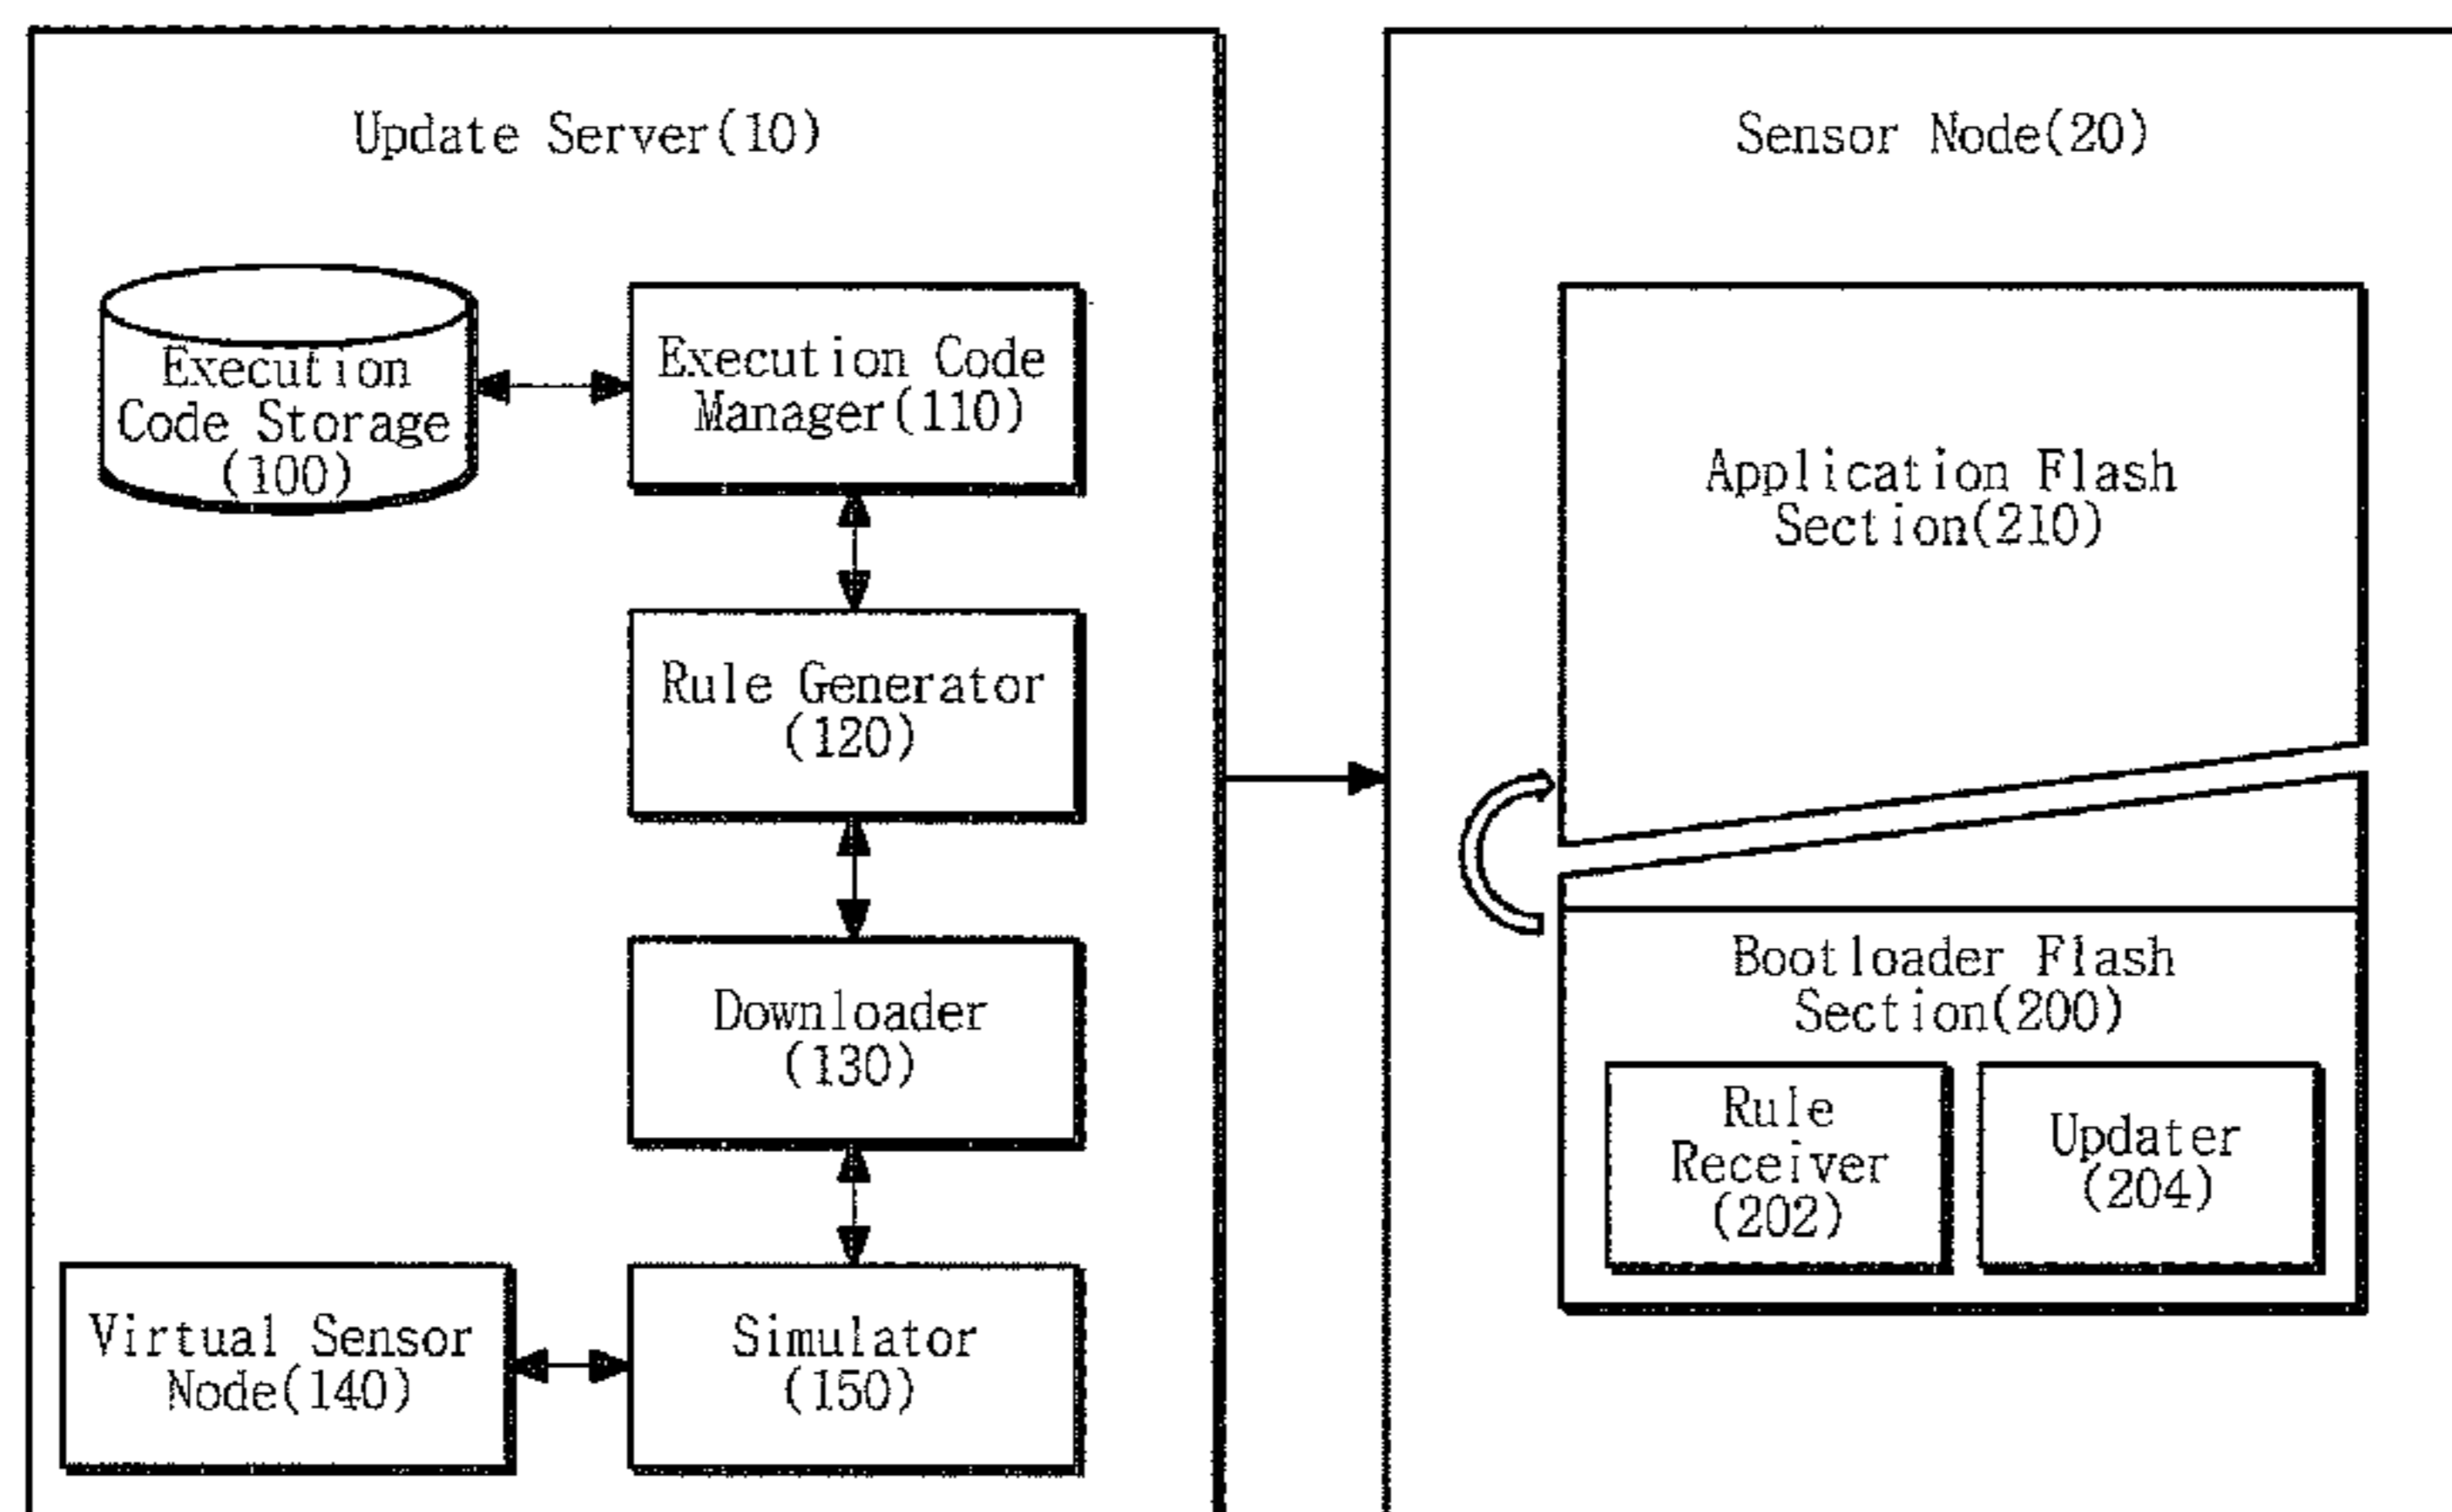 Update Server(10)
Execution
Code Storage
(100)
Execution Code
Manager(110)
Rule Generator
(120)
Downloader
(130)
Virtual Sensor
Node(140)
Simulator
(150)
Sensor Node(20)
Application Flash
Section(210)
Bootloader Flash
Section(200)
Rule
Receiver
(202)
Updater
(204)